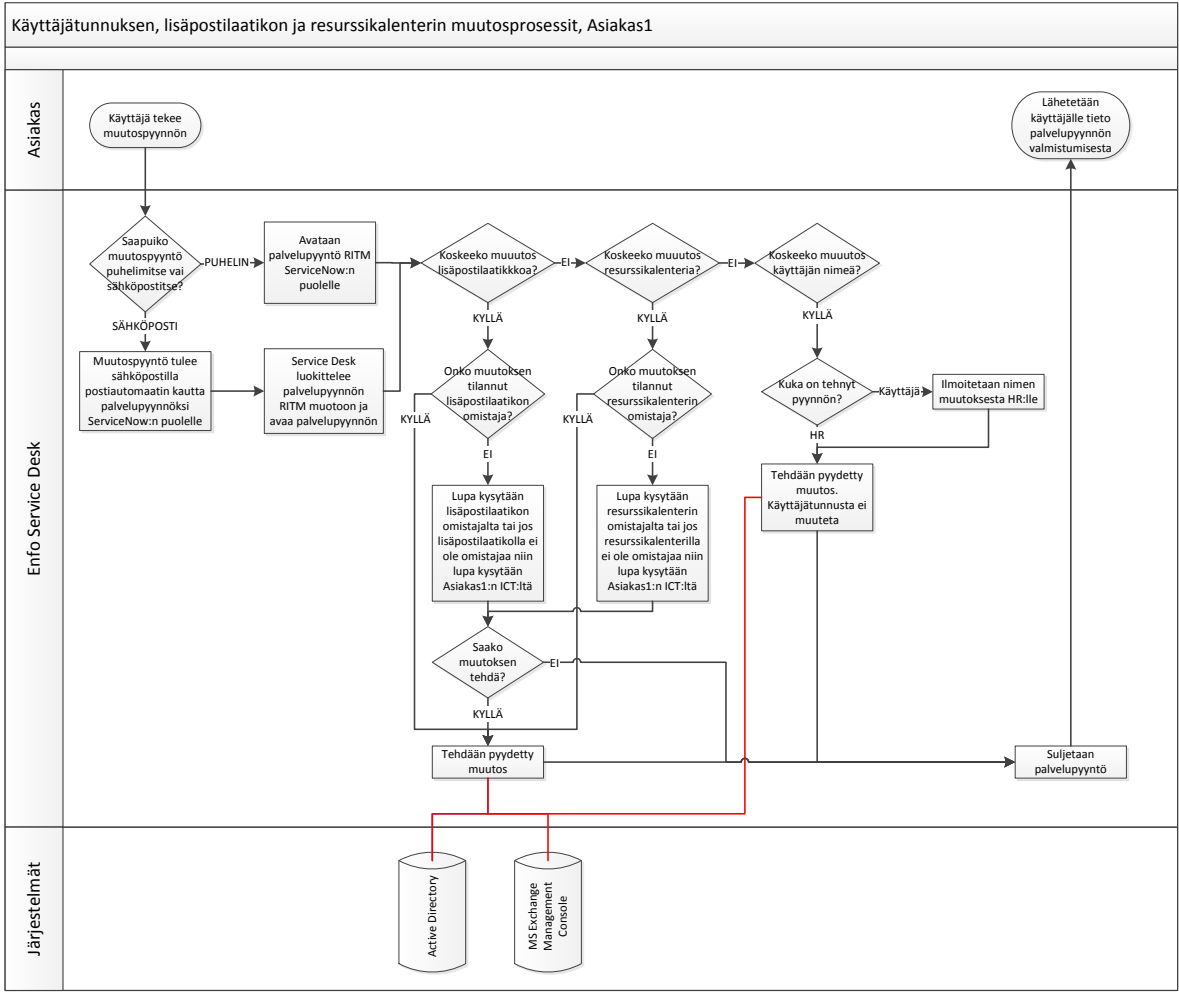 Käyttäjätunnuksen, lisäpostilaatikon ja resurssikalenterin muutosprosessit, Asiakas1
Asiakas
Käyttäjä tekee
muutospyynnön
Lähetetään
käyttäjälle tieto
palvelupyynnön
valmistumisesta
Enfo Service Desk
Saapuiko
muutospyyntö
puhelimitse vai
sähköpostitse?
PUHELIN
Avataan
palvelupyyntö RITM
ServiceNow:n
puolelle
Koskeeko muuutos
lisäpostilaatikkkoa?
EI
Koskeeko muutos
resurssikalenteria?
EI
Koskeeko muutos
käyttäjän nimeä?
SÄHKÖPOSTI
KYLLÄ
KYLLÄ
KYLLÄ
Muutospyyntö tulee
sähköpostilla
postiautomaatin kautta
palvelupyynnöksi
ServiceNow:n puolelle
Service Desk
luokittelee
palvelupyynnön
RITM muotoon ja
avaa palvelupyynnön
Onko muutoksen
tilannut
lisäpostilaatikon
omistaja?
KYLLÄ
Onko muutoksen
tilannut
resurssikalenterin
omistaja?
KYLLÄ
Kuka on tehnyt
pyynnön?
Käyttäjä
Ilmoitetaan nimen
muutoksesta HR:lle
EI
EI
HR
Lupa kysytään
lisäpostilaatikon
omistajalta tai jos
lisäpostilaatikolla ei
ole omistajaa niin
lupa kysytään
Asiakas1:n ICT:ltä
Lupa kysytään
resurssikalenterin
omistajalta tai jos
resurssikalenterilla
ei ole omistajaa niin
lupa kysytään
Asiakas1:n ICT:ltä
Tehdään pyydetty
muutos.
Käyttäjätunnusta ei
muuteta
Saako
muutoksen
tehdä?
EI
KYLLÄ
Tehdään pyydetty
muutos
Suljetaan
palvelupyyntö
Järjestelmät
Active Directory
MS Exchange
Management
Console